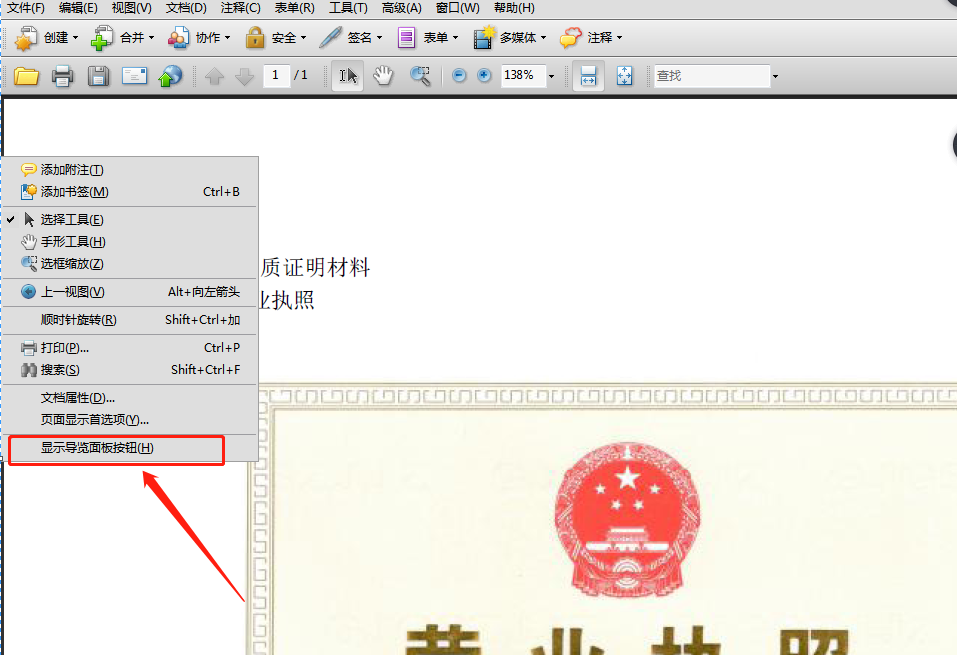 文件(F) 编辑(E) 视图(V) 文档(D) 注释(C) 表单(R) 工具(T) 高级(A) 窗口(W) 帮助(H)
创建 合并 协作 安全 签名 表单 多媒体 注释
1 / 1 138% 查找
添加附注(T)
添加书签(M) Ctrl+B
选择工具(E)
手形工具(H)
选框缩放(Z)
上一视图(V) Alt+向左箭头
顺时针旋转(R) Shift+Ctrl+加
打印(P)... Ctrl+P
搜索(S) Shift+Ctrl+F
文档属性(D)...
页面显示首选项(Y)...
显示导览面板按钮(H)
质证明材料
业执照
营业执照